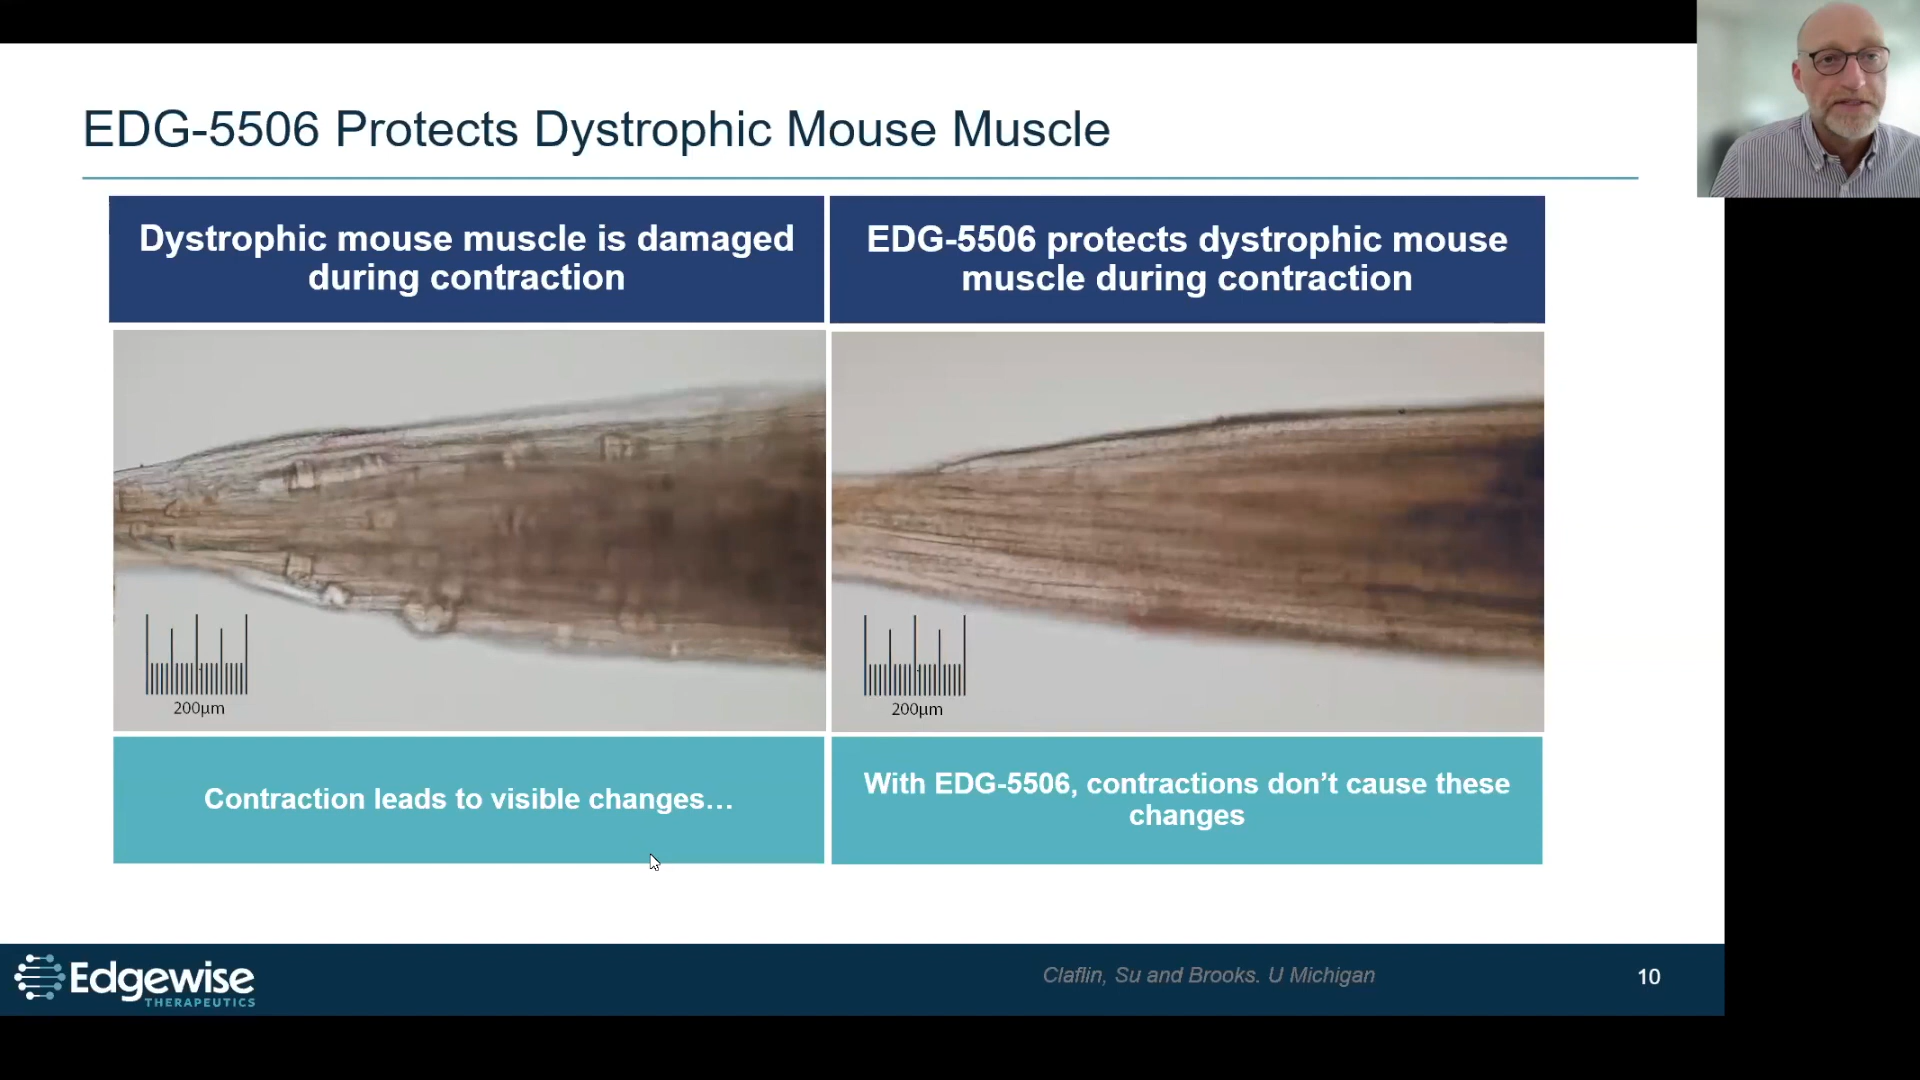 EDG-5506 Protects Dystrophic Mouse Muscle
Dystrophic mouse muscle is damaged
during contraction
EDG-5506 protects dystrophic mouse
muscle during contraction
200µm
200µm
Contraction leads to visible changes…
With EDG-5506, contractions don’t cause these
changes
Edgewise
THERAPEUTICS
Claflin, Su and Brooks. U Michigan
10